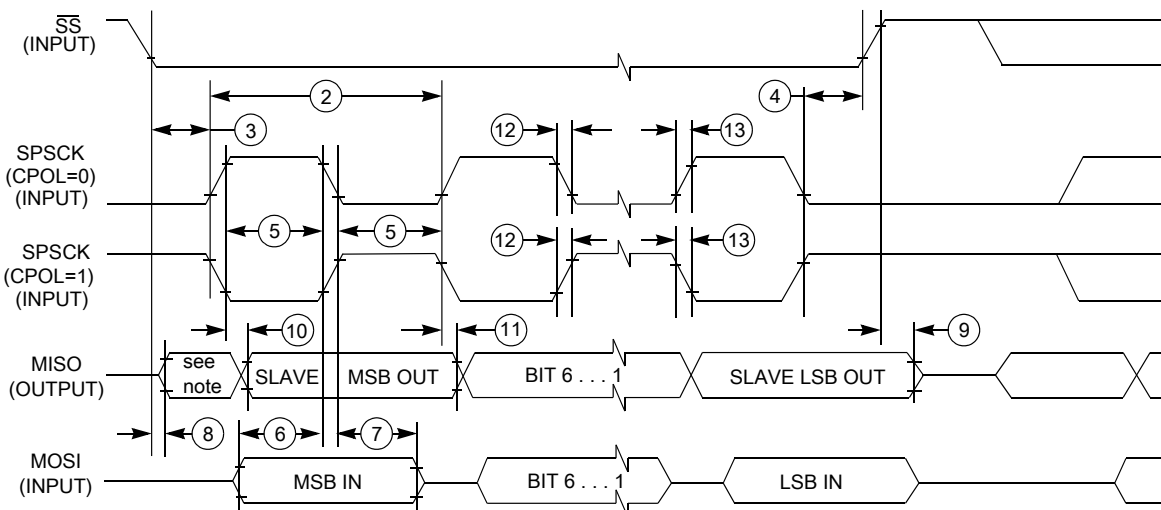 SS
(INPUT)
2
4
3
12
13
SPSCK
(CPOL=0)
(INPUT)
5
5
SPSCK
(CPOL=1)
(INPUT)
12
13
10
11
9
MISO
(OUTPUT)
see
note
SLAVE
MSB OUT
BIT 6 . . . 1
SLAVE LSB OUT
8
6
7
MOSI
(INPUT)
MSB IN
BIT 6 . . . 1
LSB IN